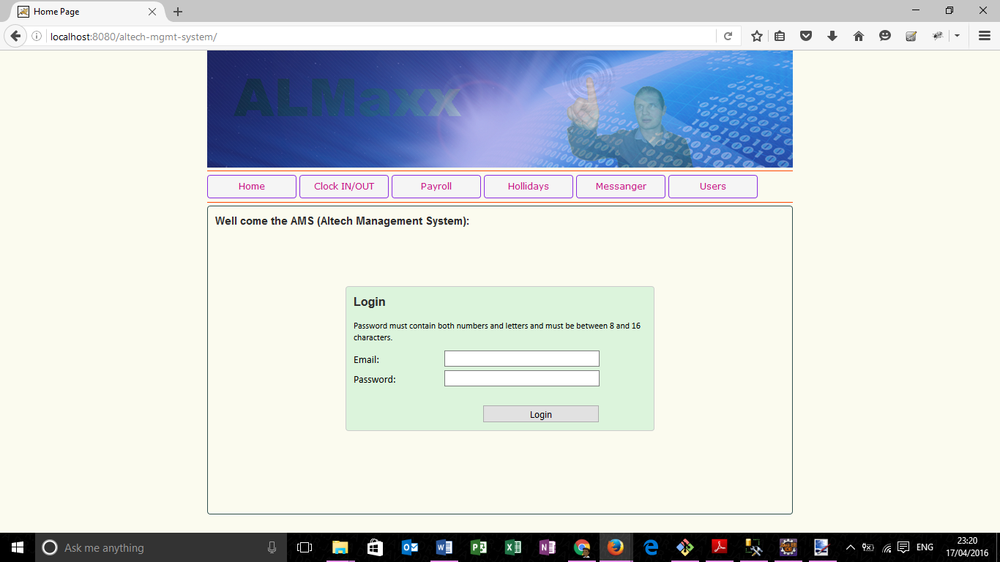 Home Page
localhost:8080/altech-mgmt-system/
ALMaxx
Home Clock IN/OUT Payroll Hollidays Messanger Users
Well come the AMS (Altech Management System):
Login
Password must contain both numbers and letters and must be between 8 and 16
characters.
Email:
Password:
Login
Ask me anything
ENG
23:20
17/04/2016